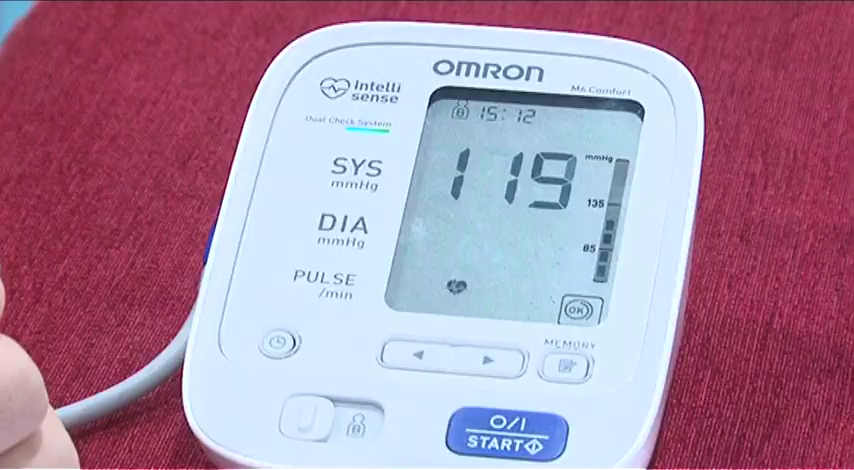 OMRON
Intelli
sense
M6 Comfort
Dual Check System
15:12
SYS
mmHg
119
mmHg
135
DIA
mmHg
85
PULSE
/min
OK
MEMORY
O/I
START